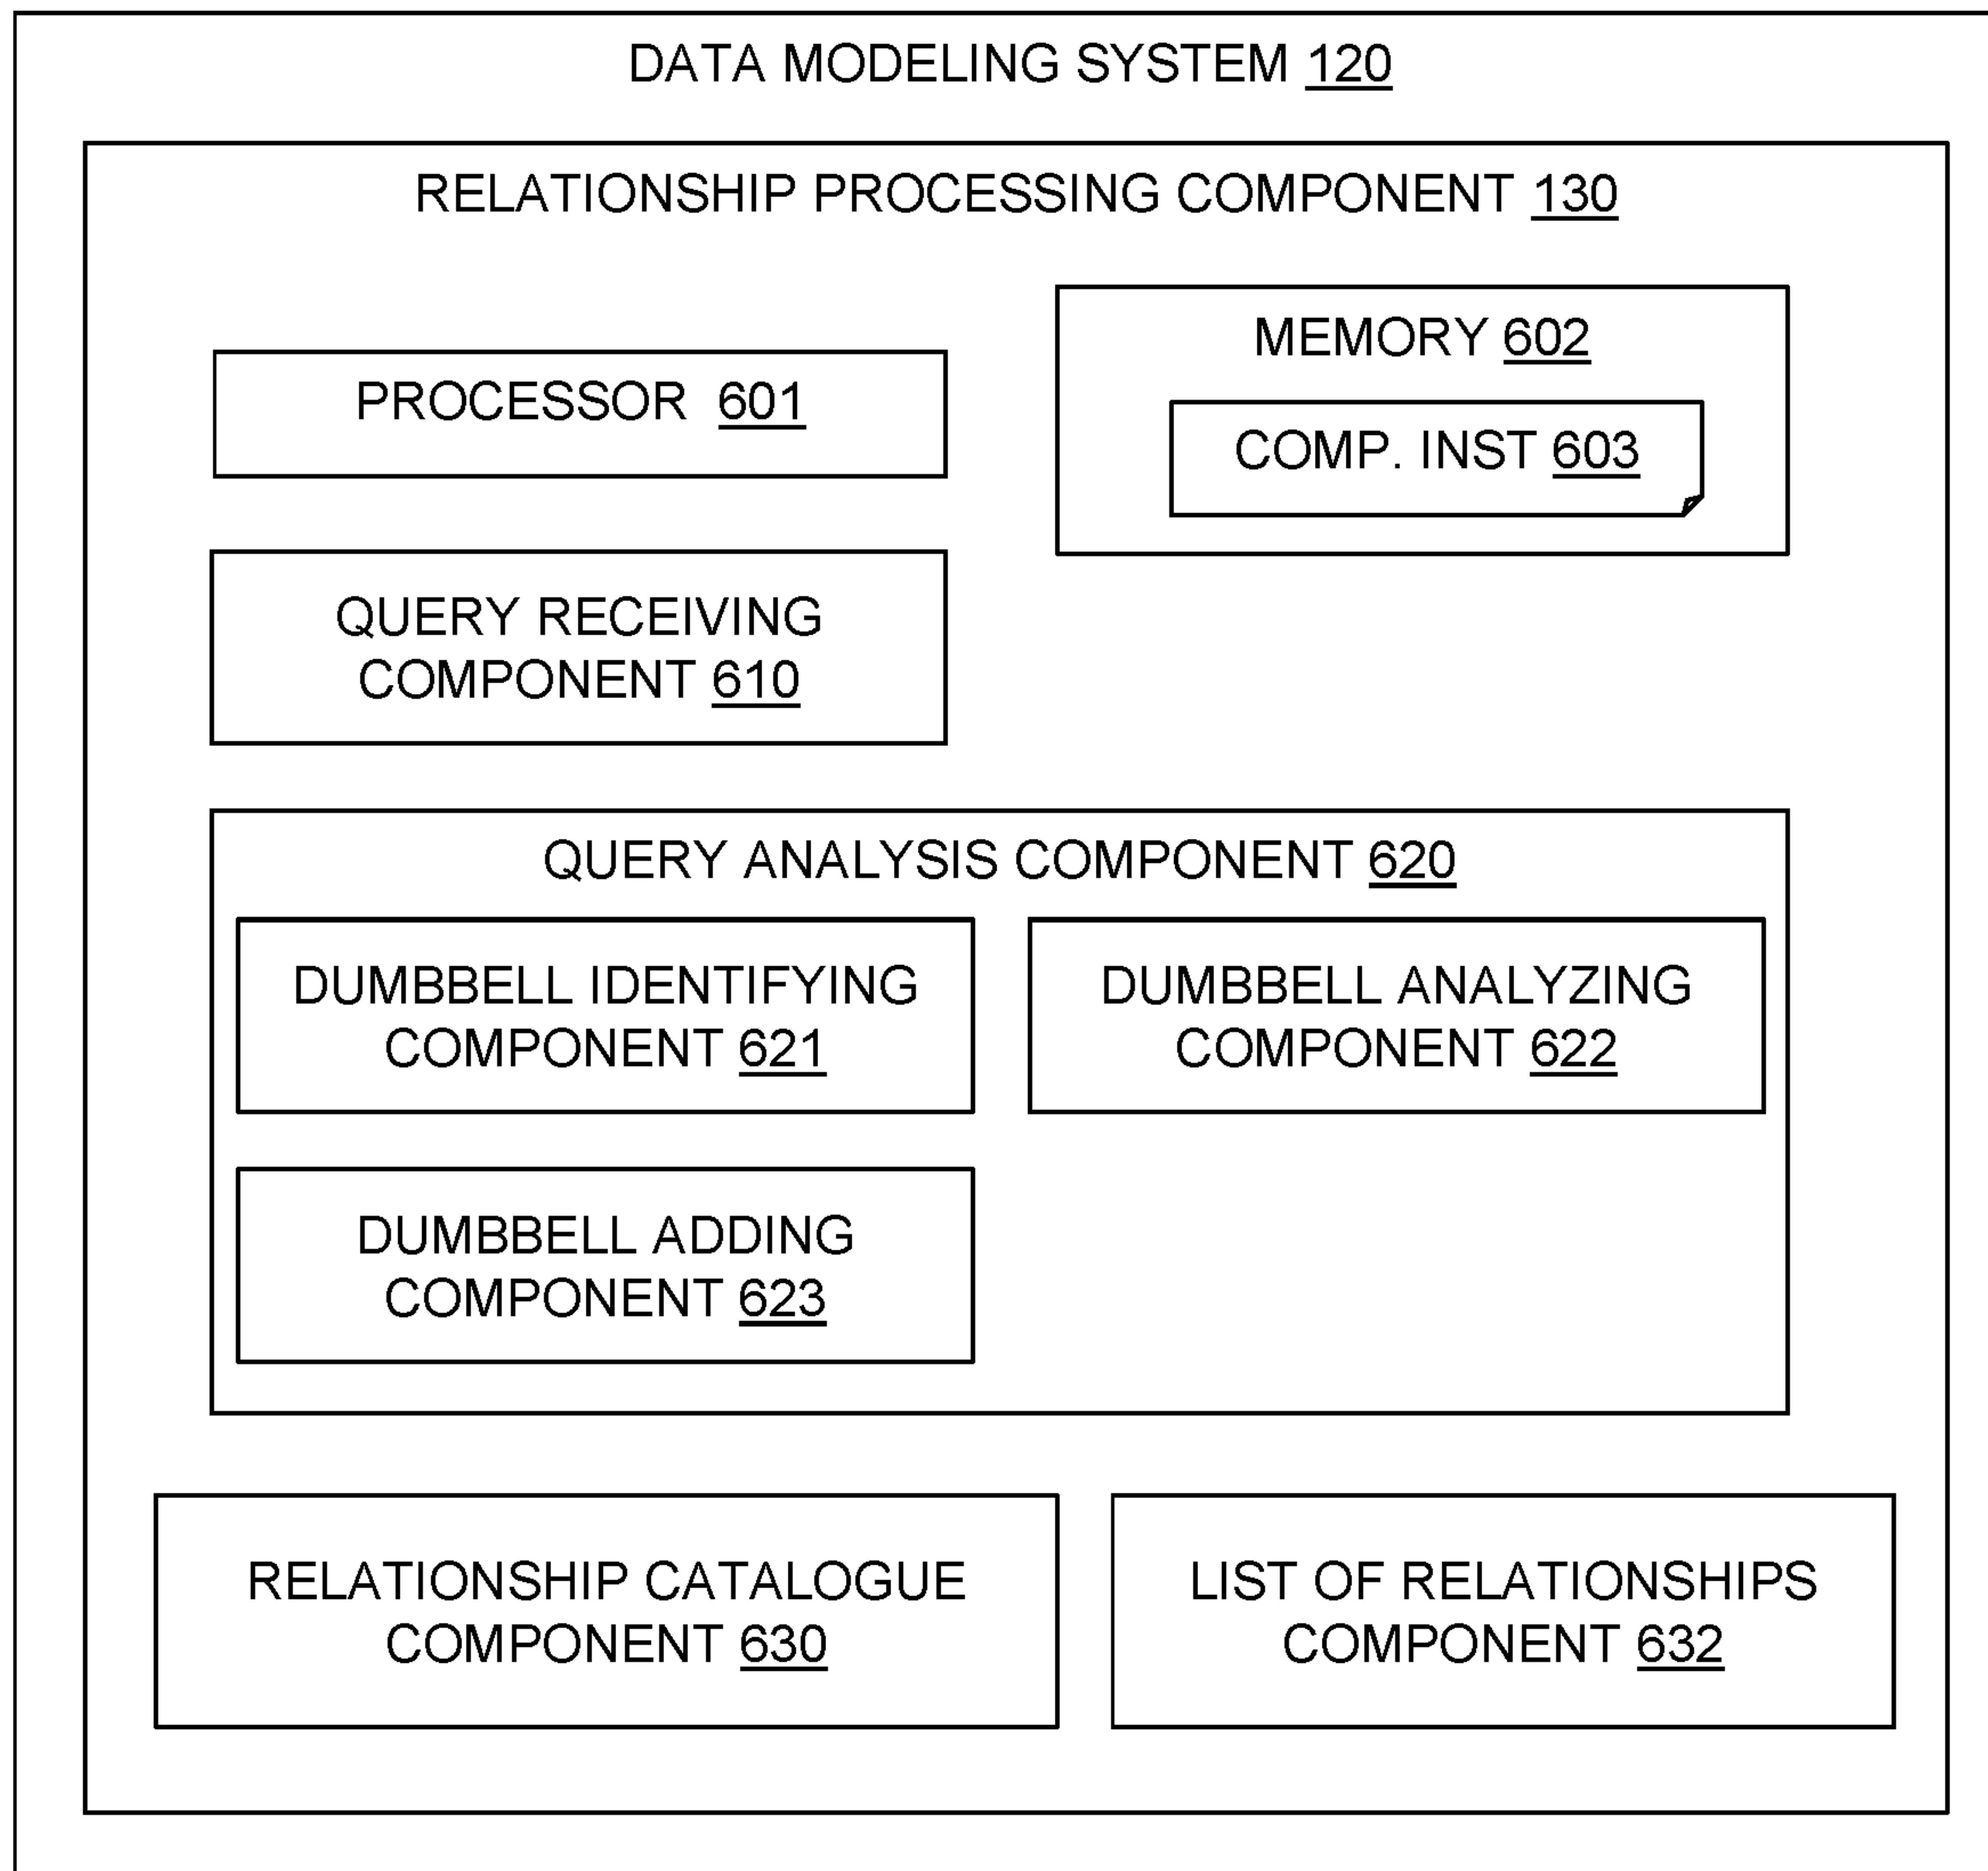 DATA MODELING SYSTEM 120
RELATIONSHIP PROCESSING COMPONENT 130
PROCESSOR 601
MEMORY 602
COMP. INST 603
QUERY RECEIVING
COMPONENT 610
QUERY ANALYSIS COMPONENT 620
DUMBBELL IDENTIFYING
COMPONENT 621
DUMBBELL ANALYZING
COMPONENT 622
DUMBBELL ADDING
COMPONENT 623
RELATIONSHIP CATALOGUE
COMPONENT 630
LIST OF RELATIONSHIPS
COMPONENT 632